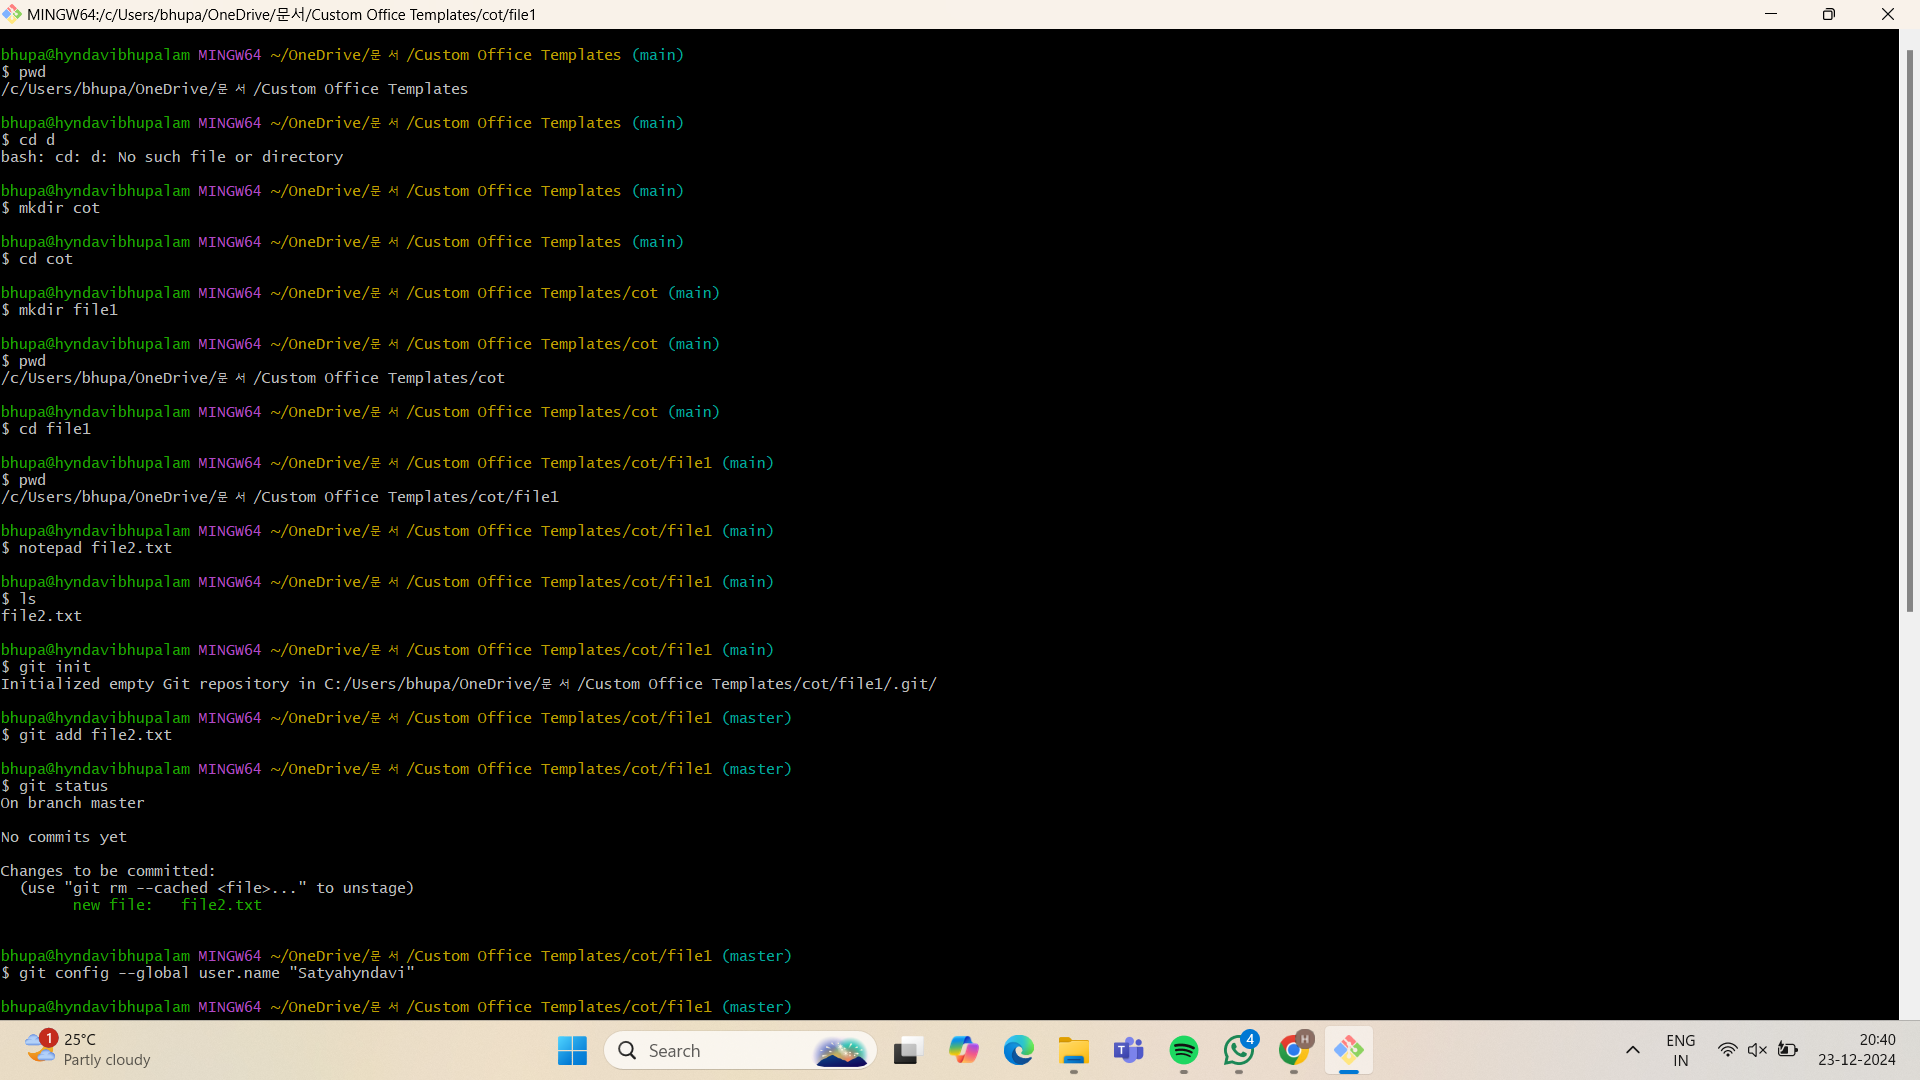 MINGW64:/c/Users/bhupa/OneDrive/문서/Custom Office Templates/cot/file1
bhupa@hyndavibhupalam MINGW64 ~/OneDrive/문서/Custom Office Templates (main)
$ pwd
/c/Users/bhupa/OneDrive/문서/Custom Office Templates
bhupa@hyndavibhupalam MINGW64 ~/OneDrive/문서/Custom Office Templates (main)
$ cd d
bash: cd: d: No such file or directory
bhupa@hyndavibhupalam MINGW64 ~/OneDrive/문서/Custom Office Templates (main)
$ mkdir cot
bhupa@hyndavibhupalam MINGW64 ~/OneDrive/문서/Custom Office Templates (main)
$ cd cot
bhupa@hyndavibhupalam MINGW64 ~/OneDrive/문서/Custom Office Templates/cot (main)
$ mkdir file1
bhupa@hyndavibhupalam MINGW64 ~/OneDrive/문서/Custom Office Templates/cot (main)
$ pwd
/c/Users/bhupa/OneDrive/문서/Custom Office Templates/cot
bhupa@hyndavibhupalam MINGW64 ~/OneDrive/문서/Custom Office Templates/cot (main)
$ cd file1
bhupa@hyndavibhupalam MINGW64 ~/OneDrive/문서/Custom Office Templates/cot/file1 (main)
$ pwd
/c/Users/bhupa/OneDrive/문서/Custom Office Templates/cot/file1
bhupa@hyndavibhupalam MINGW64 ~/OneDrive/문서/Custom Office Templates/cot/file1 (main)
$ notepad file2.txt
bhupa@hyndavibhupalam MINGW64 ~/OneDrive/문서/Custom Office Templates/cot/file1 (main)
$ ls
file2.txt
bhupa@hyndavibhupalam MINGW64 ~/OneDrive/문서/Custom Office Templates/cot/file1 (main)
$ git init
Initialized empty Git repository in C:/Users/bhupa/OneDrive/문서/Custom Office Templates/cot/file1/.git/
bhupa@hyndavibhupalam MINGW64 ~/OneDrive/문서/Custom Office Templates/cot/file1 (master)
$ git add file2.txt
bhupa@hyndavibhupalam MINGW64 ~/OneDrive/문서/Custom Office Templates/cot/file1 (master)
$ git status
On branch master
No commits yet
Changes to be committed:
(use "git rm --cached <file>..." to unstage)
new file: file2.txt
bhupa@hyndavibhupalam MINGW64 ~/OneDrive/문서/Custom Office Templates/cot/file1 (master)
$ git config --global user.name "Satyahyndavi"
bhupa@hyndavibhupalam MINGW64 ~/OneDrive/문서/Custom Office Templates/cot/file1 (master)
1
25°C
Partly cloudy
Search
4
H
ENG
IN
20:40
23-12-2024